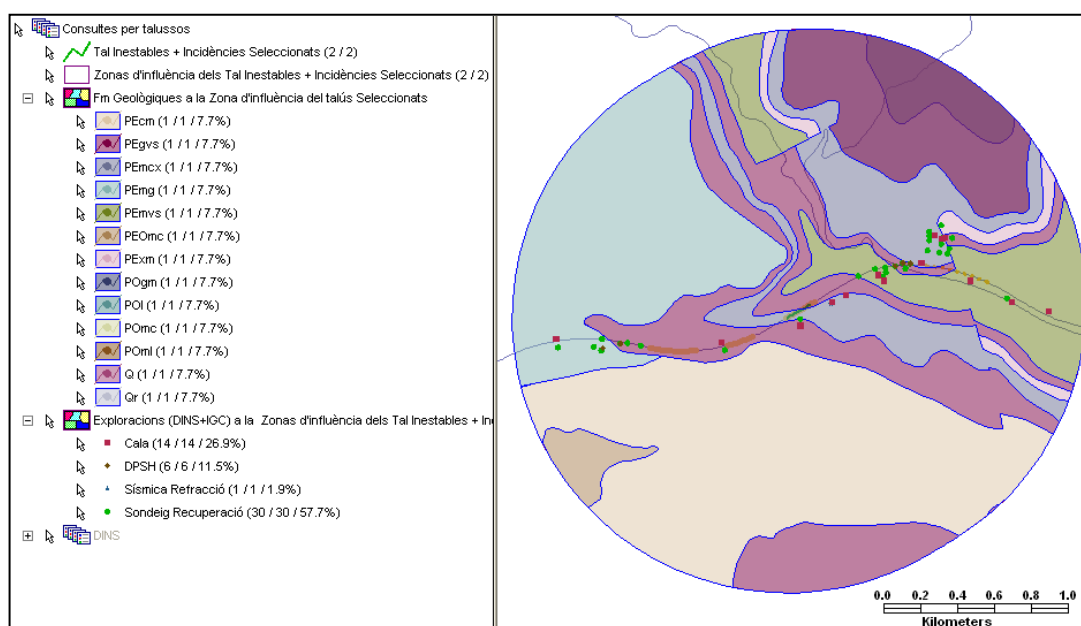 Consultes per talussos
Tal Inestables + Incidències Seleccionats (2 / 2)
Zonas d'influència dels Tal Inestables + Incidències Seleccionats (2 / 2)
Fm Geològiques a la Zona d'influència del talús Seleccionats
PEcm (1 / 1 / 7.7%)
PEgvs (1 / 1 / 7.7%)
PEmcx (1 / 1 / 7.7%)
PEmg (1 / 1 / 7.7%)
PEmvs (1 / 1 / 7.7%)
PEOmc (1 / 1 / 7.7%)
PExm (1 / 1 / 7.7%)
POgm (1 / 1 / 7.7%)
POl (1 / 1 / 7.7%)
POmc (1 / 1 / 7.7%)
POml (1 / 1 / 7.7%)
Q (1 / 1 / 7.7%)
Qr (1 / 1 / 7.7%)
Exploracions (DINS+IGC) a la Zonas d'influència dels Tal Inestables + In
Cala (14 / 14 / 26.9%)
DPSH (6 / 6 / 11.5%)
Sísmica Refracció (1 / 1 / 1.9%)
Sondeig Recuperació (30 / 30 / 57.7%)
DINS
0.0 0.2 0.4 0.6 0.8 1.0
Kilometers